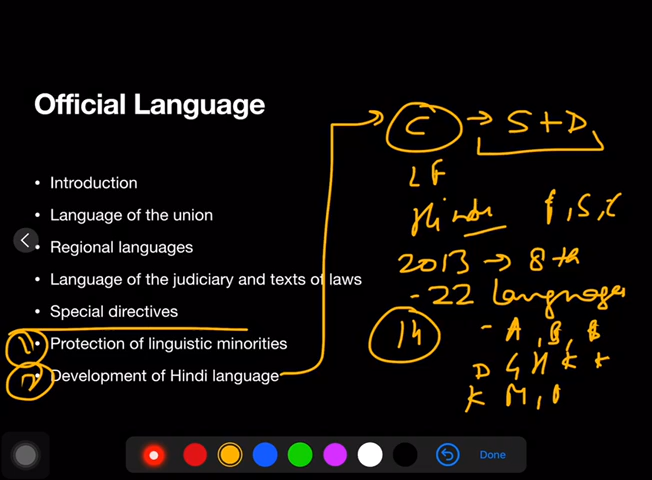 Official Language
• Introduction
• Language of the union
• Regional languages
• Language of the judiciary and texts of laws
• Special directives
• Protection of linguistic minorities
• Development of Hindi language
C → S+D
LF
Hindi
2013 → 8th
- 22 Languages
14
- A, B, B
D G H K K
K M,
Done